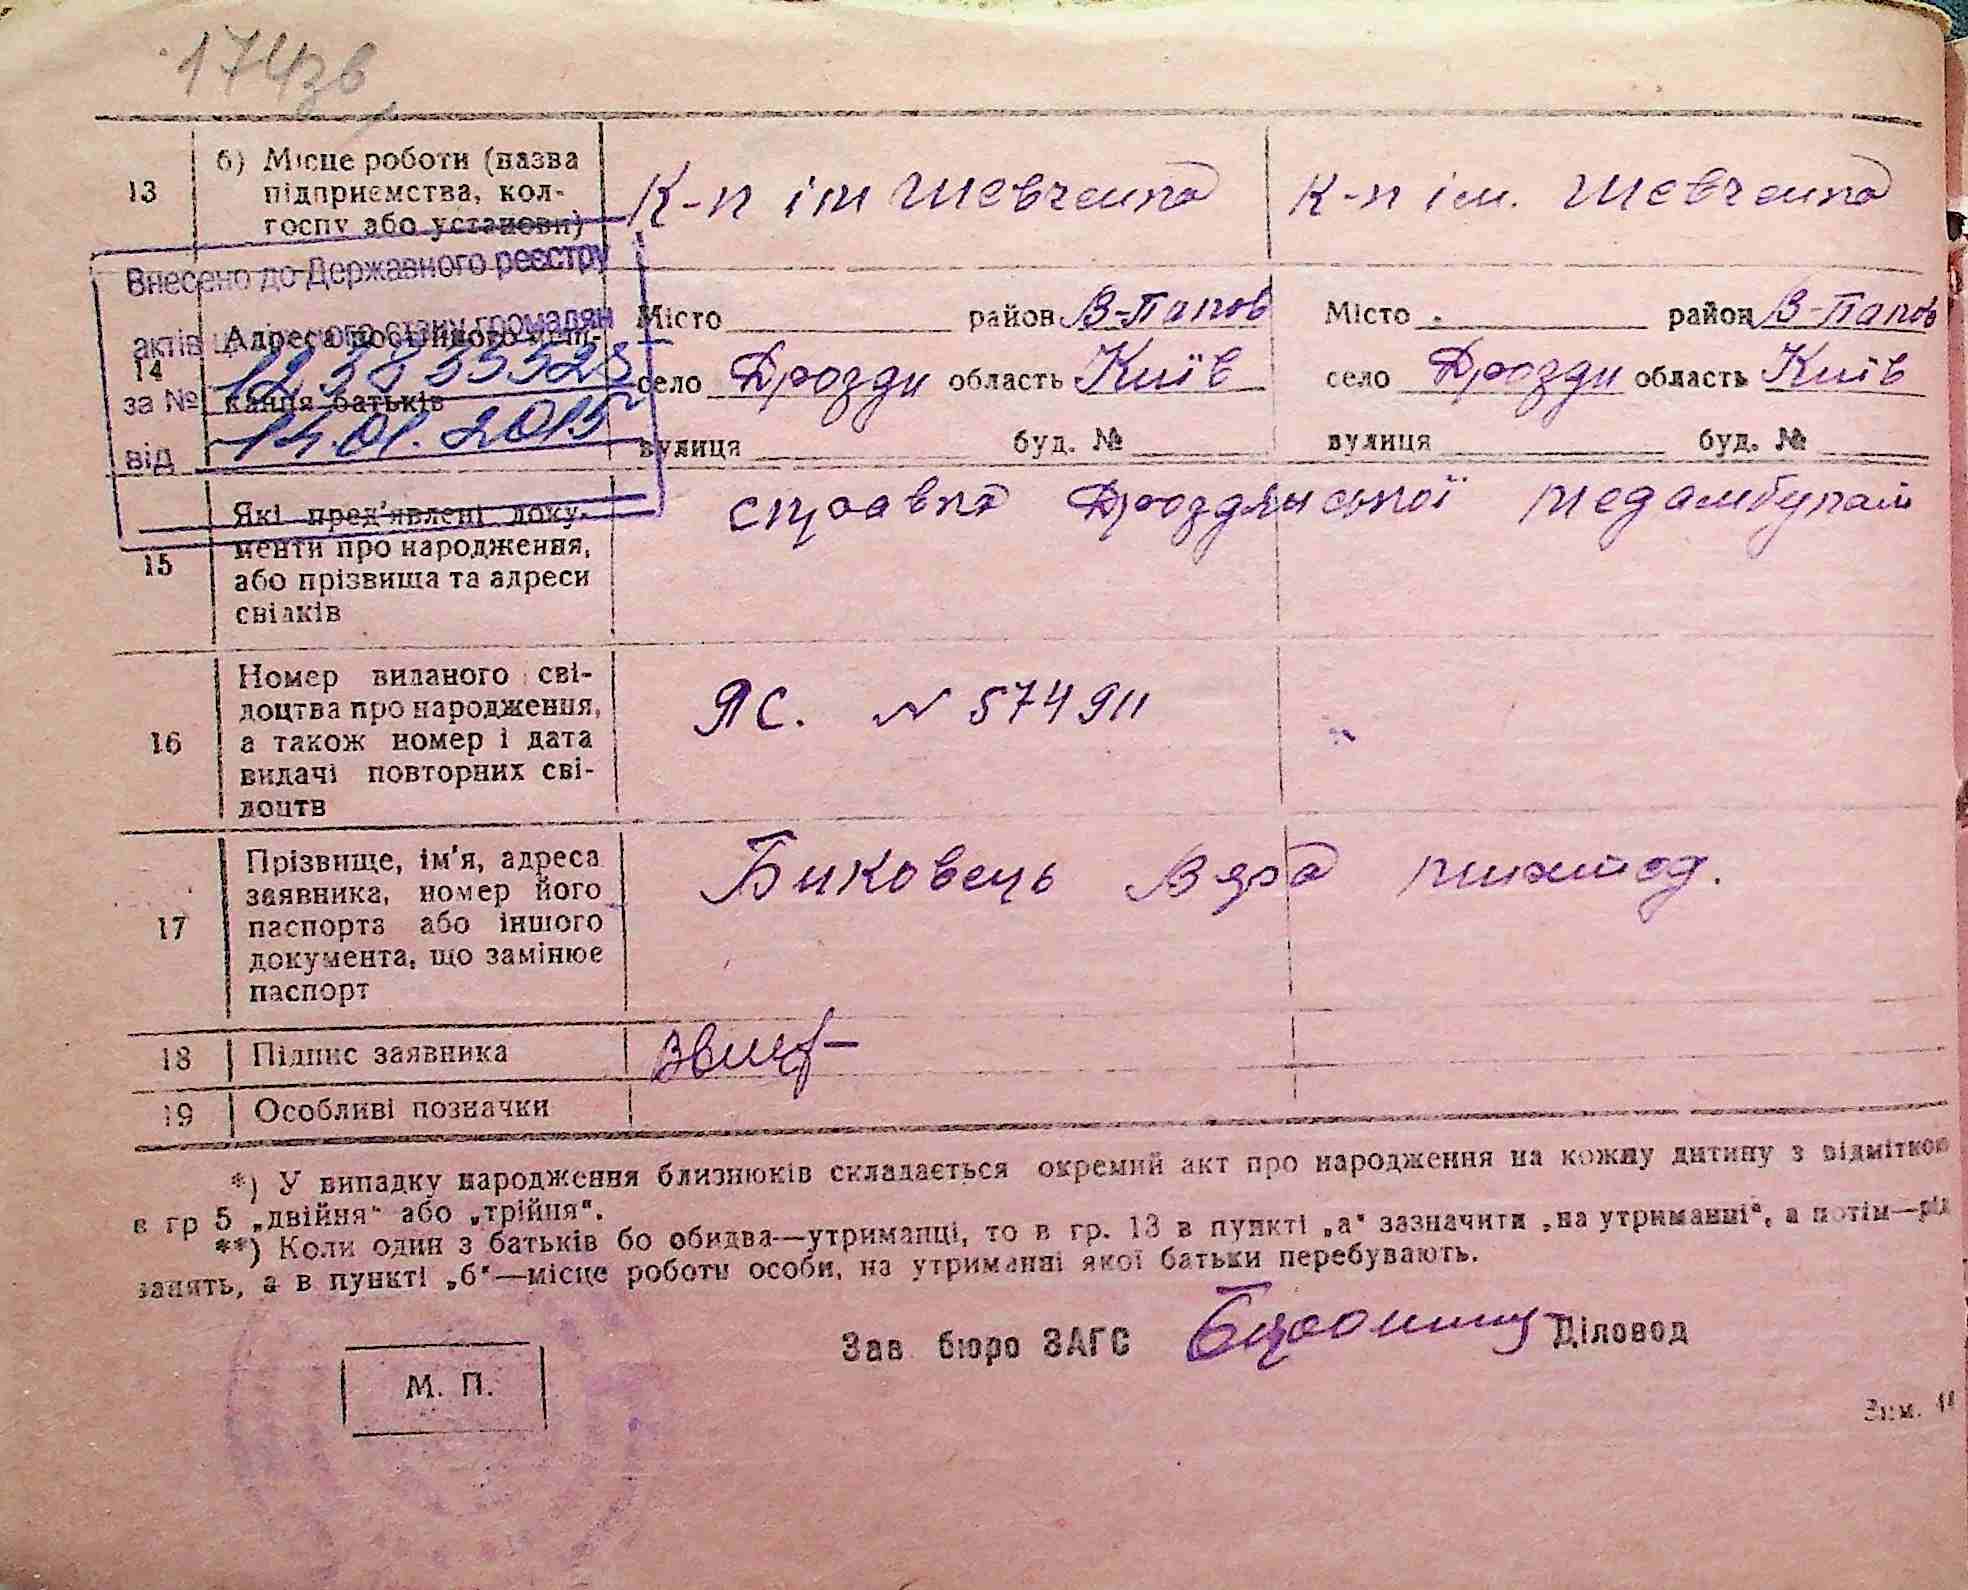 174зв
13
б) Місце роботи (назва
підприємства, кол-
госпу або установи)
К-п ім Шевченка
К-п ім. Шевченка
Внесено до Державного реєстру
актів цивільного стану громадян
за №
від 14.01.2015
14
Адреса постійного меш-
кання батьків
Місто район В-Полов
село Дрозди область Київ
вулиця буд. №
Місто район В-Полов
село Дрозди область Київ
вулиця буд. №
15
Які пред'явлені доку-
менти про народження,
або прізвища та адреси
свідків
справка Дроздянської медамбулат
16
Номер виданого сві-
доцтва про народження,
а також номер і дата
видачі повторних сві-
доцтв
ЯС. N 574911
17
Прізвище, ім'я, адреса
заявника, номер його
паспорта або іншого
документа, що замінює
паспорт
Биковець Вяра
18
Підпис заявника
19
Особливі позначки
*) У випадку народження близнюків складається окремий акт про народження на кожну дитину з відміткою
в гр 5 „двійня" або „трійня".
**) Коли один з батьків бо обидва—утриманці, то в гр. 13 в пункті „а" зазначити „на утриманні", а потім—рід
занять, а в пункті „б"—місце роботи особи, на утриманні якої батьки перебувають.
Зав бюро ЗАГС Діловод
М. П.
Зам.